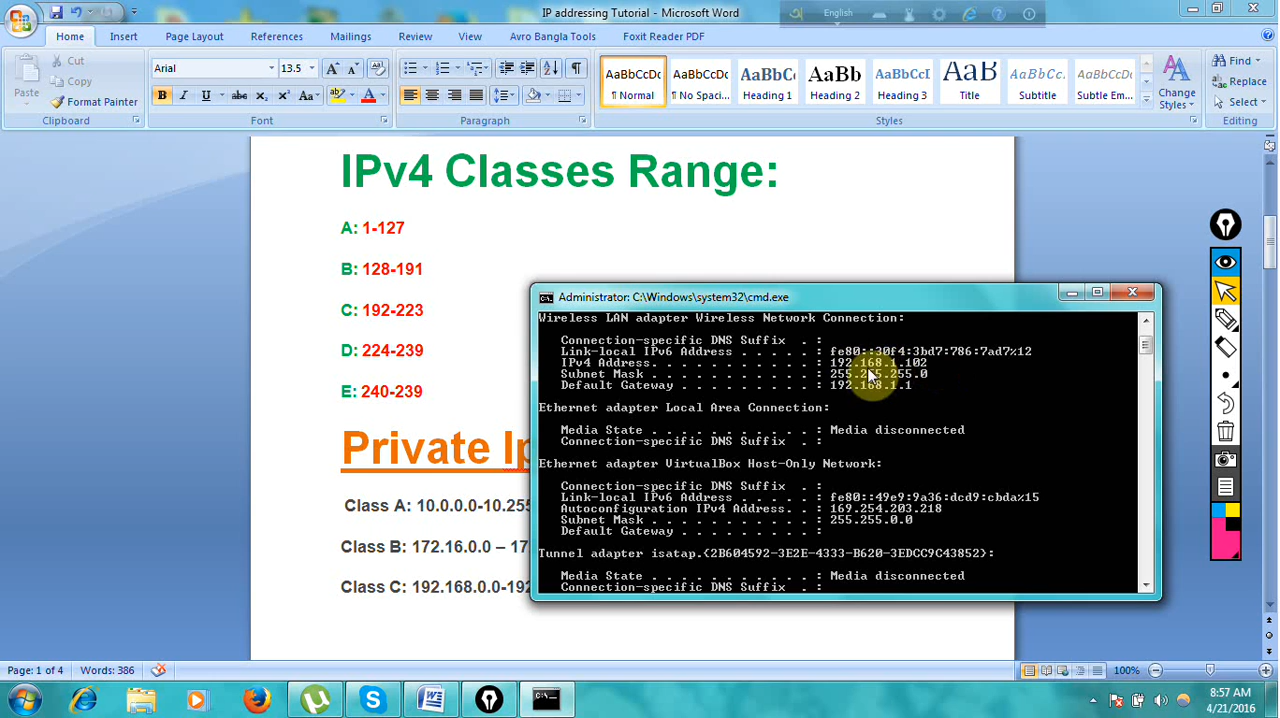 IP addressing Tutorial - Microsoft Word
English
Home Insert Page Layout References Mailings Review View Avro Bangla Tools Foxit Reader PDF
Paste
Cut
Copy
Format Painter
Clipboard
Arial 13.5
Font
Paragraph
AaBbCcDc AaBbCcDc AaBbC AaBb AaBbCcI AaB AaBbCc. AaBbCcDc
¶ Normal ¶ No Spaci... Heading 1 Heading 2 Heading 3 Title Subtitle Subtle Em...
Styles
Change Styles
Find
Replace
Select
Editing
IPv4 Classes Range:
A: 1-127
B: 128-191
C: 192-223
D: 224-239
E: 240-239
Private Ip
Class A: 10.0.0.0-10.255
Class B: 172.16.0.0 – 17
Class C: 192.168.0.0-192
Administrator: C:\Windows\system32\cmd.exe
Wireless LAN adapter Wireless Network Connection:
Connection-specific DNS Suffix . :
Link-local IPv6 Address . . . . . : fe80::30f4:3bd7:786:7ad7%12
IPv4 Address. . . . . . . . . . . : 192.168.1.102
Subnet Mask . . . . . . . . . . . : 255.255.255.0
Default Gateway . . . . . . . . . : 192.168.1.1
Ethernet adapter Local Area Connection:
Media State . . . . . . . . . . . : Media disconnected
Connection-specific DNS Suffix . :
Ethernet adapter VirtualBox Host-Only Network:
Connection-specific DNS Suffix . :
Link-local IPv6 Address . . . . . : fe80::49e9:9a36:dcd9:cbda%15
Autoconfiguration IPv4 Address. . : 169.254.203.218
Subnet Mask . . . . . . . . . . . : 255.255.0.0
Default Gateway . . . . . . . . . :
Tunnel adapter isatap.{2B604592-3E2E-4333-B620-3EDCC9C43852}:
Media State . . . . . . . . . . . : Media disconnected
Connection-specific DNS Suffix . :
Page: 1 of 4 Words: 386
100%
8:57 AM
4/21/2016